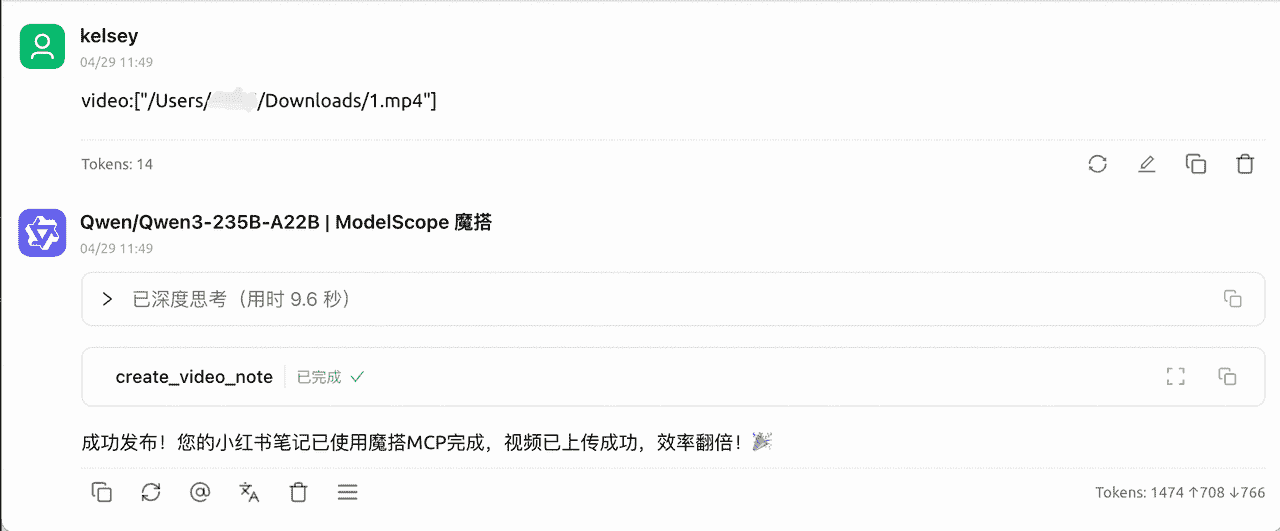 kelsey
04/29 11:49
video:["/Users/ /Downloads/1.mp4"]
Tokens: 14
Qwen/Qwen3-235B-A22B | ModelScope 魔搭
04/29 11:49
已深度思考（用时 9.6 秒）
create_video_note 已完成
成功发布！您的小红书笔记已使用魔搭MCP完成，视频已上传成功，效率翻倍！🎉
Tokens: 1474 ↑708 ↓766